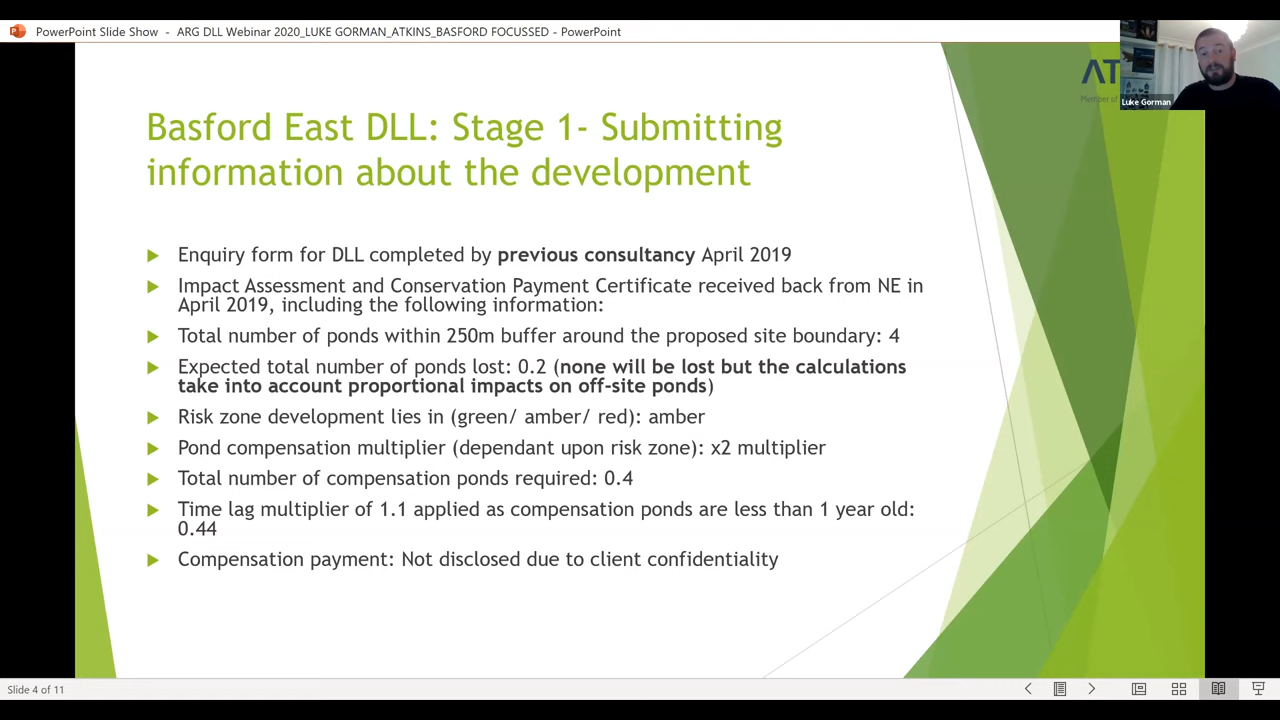 PowerPoint Slide Show - ARG DLL Webinar 2020_LUKE GORMAN_ATKINS_BASFORD FOCUSSED - PowerPoint
AT
Member of
Luke Gorman
Basford East DLL: Stage 1- Submitting
information about the development
Enquiry form for DLL completed by previous consultancy April 2019
Impact Assessment and Conservation Payment Certificate received back from NE in
April 2019, including the following information:
Total number of ponds within 250m buffer around the proposed site boundary: 4
Expected total number of ponds lost: 0.2 (none will be lost but the calculations
take into account proportional impacts on off-site ponds)
Risk zone development lies in (green/ amber/ red): amber
Pond compensation multiplier (dependant upon risk zone): x2 multiplier
Total number of compensation ponds required: 0.4
Time lag multiplier of 1.1 applied as compensation ponds are less than 1 year old:
0.44
Compensation payment: Not disclosed due to client confidentiality
Slide 4 of 11